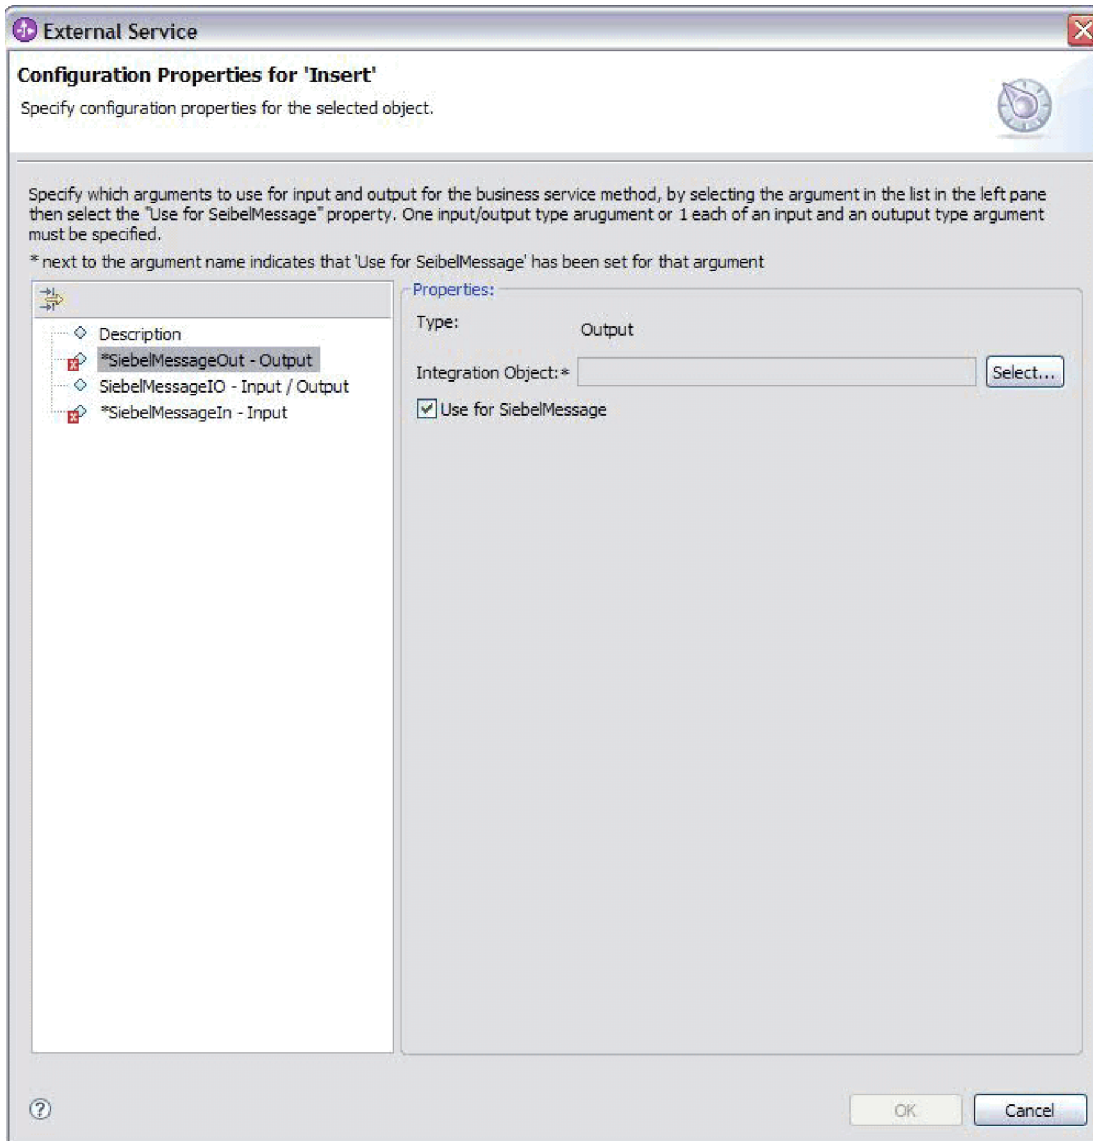 External Service
Configuration Properties for 'Insert'
Specify configuration properties for the selected object.
Specify which arguments to use for input and output for the business service method, by selecting the argument in the list in the left pane
then select the "Use for SeibelMessage" property. One input/output type arugument or 1 each of an input and an outuput type argument
must be specified.
* next to the argument name indicates that 'Use for SeibelMessage' has been set for that argument
Properties:
Description
*SiebelMessageOut - Output
SiebelMessageIO - Input / Output
*SiebelMessageIn - Input
Type: Output
Integration Object:* Select...
Use for SiebelMessage
OK Cancel